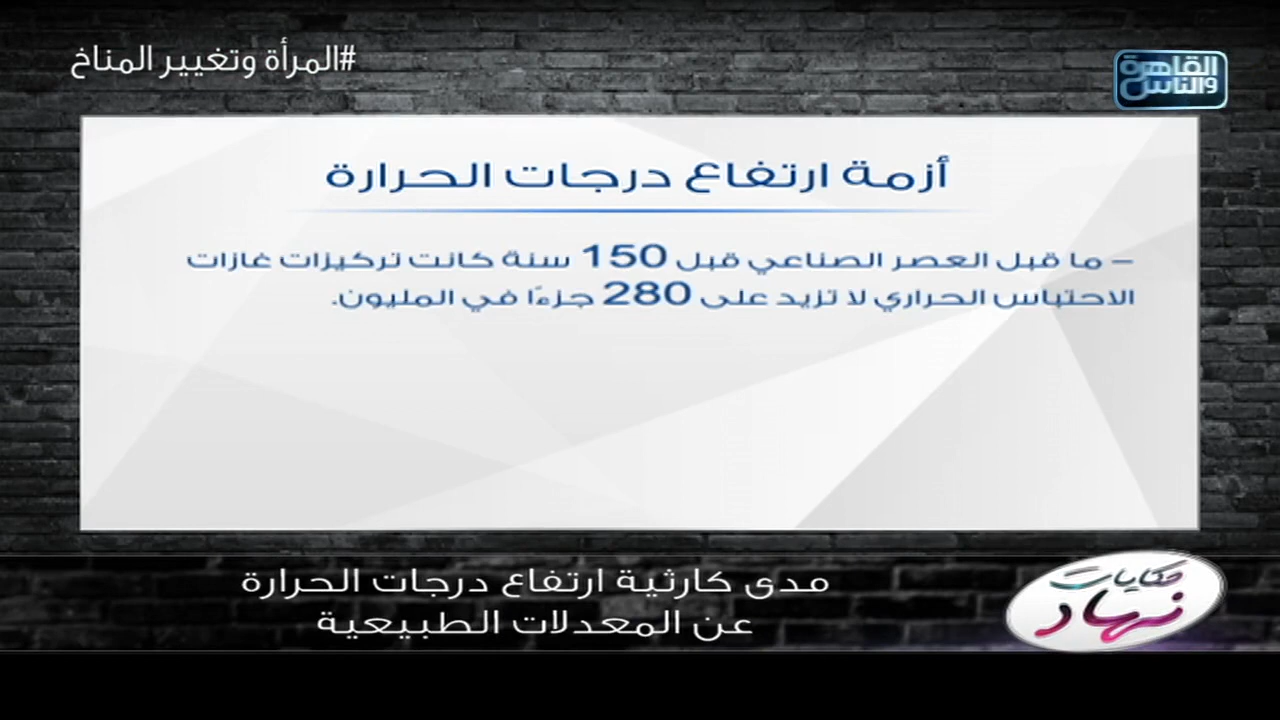 #المرأة وتغيير المناخ
القاهرة
والناس
أزمة ارتفاع درجات الحرارة
- ما قبل العصر الصناعي قبل 150 سنة كانت تركيزات غازات
الاحتباس الحراري لا تزيد على 280 جزءًا في المليون.
مدى كارثية ارتفاع درجات الحرارة
عن المعدلات الطبيعية
حكايات
نهاد